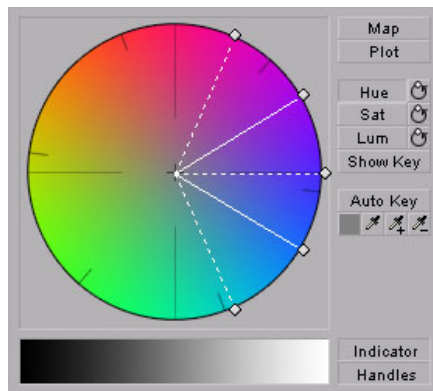 Map
Plot
Hue
Sat
Lum
Show Key
Auto Key
Indicator
Handles